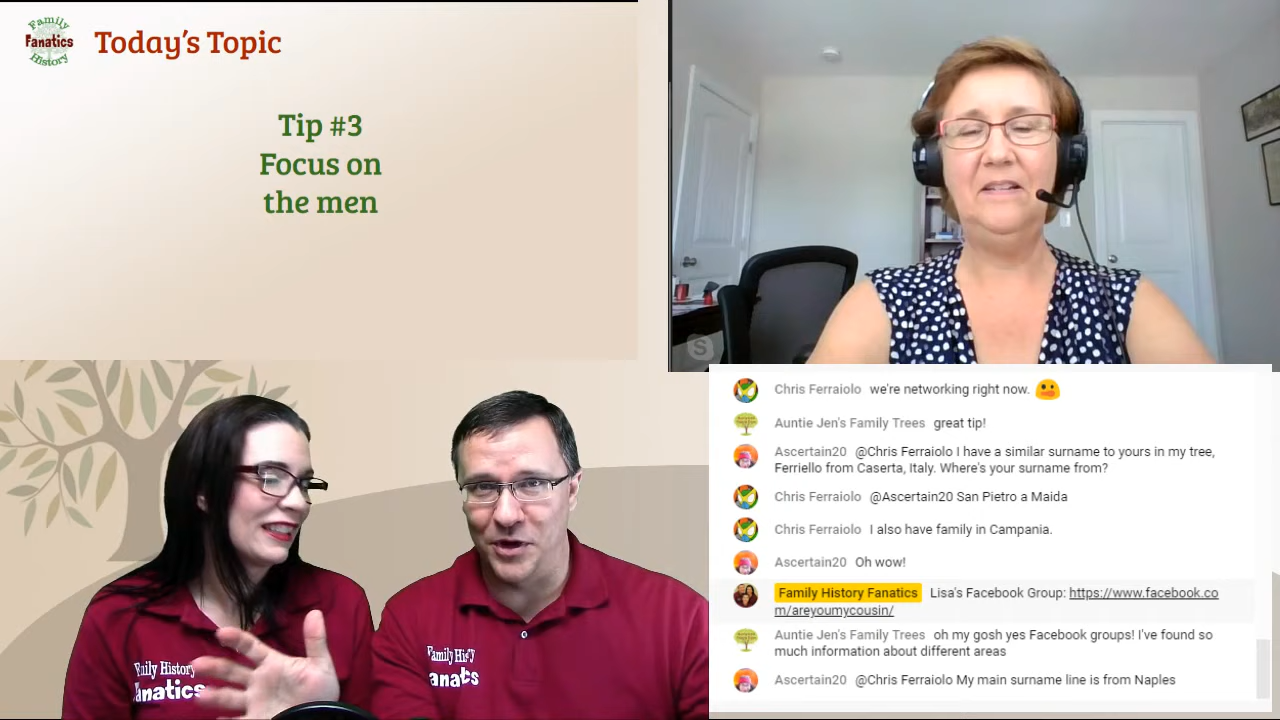 Family
Fanatics
History
Today's Topic
Tip #3
Focus on
the men
S
Chris Ferraiolo we're networking right now.
Auntie Jen's Family Trees great tip!
Ascertain20 @Chris Ferraiolo I have a similar surname to yours in my tree,
Ferriello from Caserta, Italy. Where's your surname from?
Chris Ferraiolo @Ascertain20 San Pietro a Maida
Chris Ferraiolo I also have family in Campania.
Ascertain20 Oh wow!
Family History Fanatics Lisa's Facebook Group: https://www.facebook.co
m/areyoumycousin/
Auntie Jen's Family Trees oh my gosh yes Facebook groups! I've found so
much information about different areas
Ascertain20 @Chris Ferraiolo My main surname line is from Naples
Family History
Fanatics
Family Hist
Fanatics